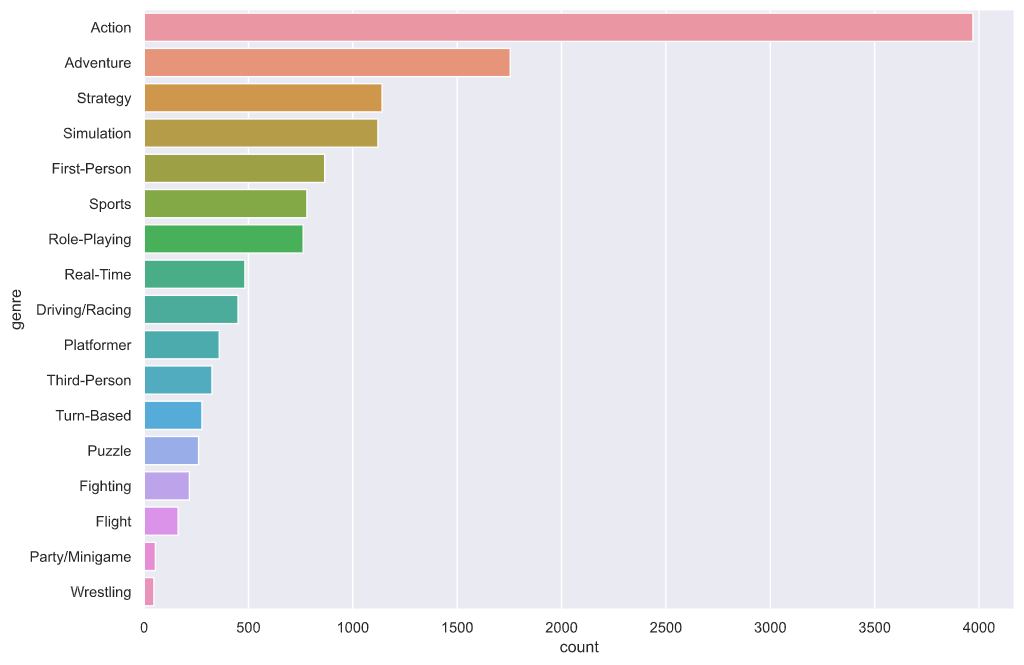 Action
Adventure
Strategy
Simulation
First-Person
Sports
Role-Playing
Real-Time
Driving/Racing
Platformer
Third-Person
Turn-Based
Puzzle
Fighting
Flight
Party/Minigame
Wrestling
genre
0 500 1000 1500 2000 2500 3000 3500 4000
count